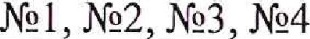 №1, №2, №3, №4